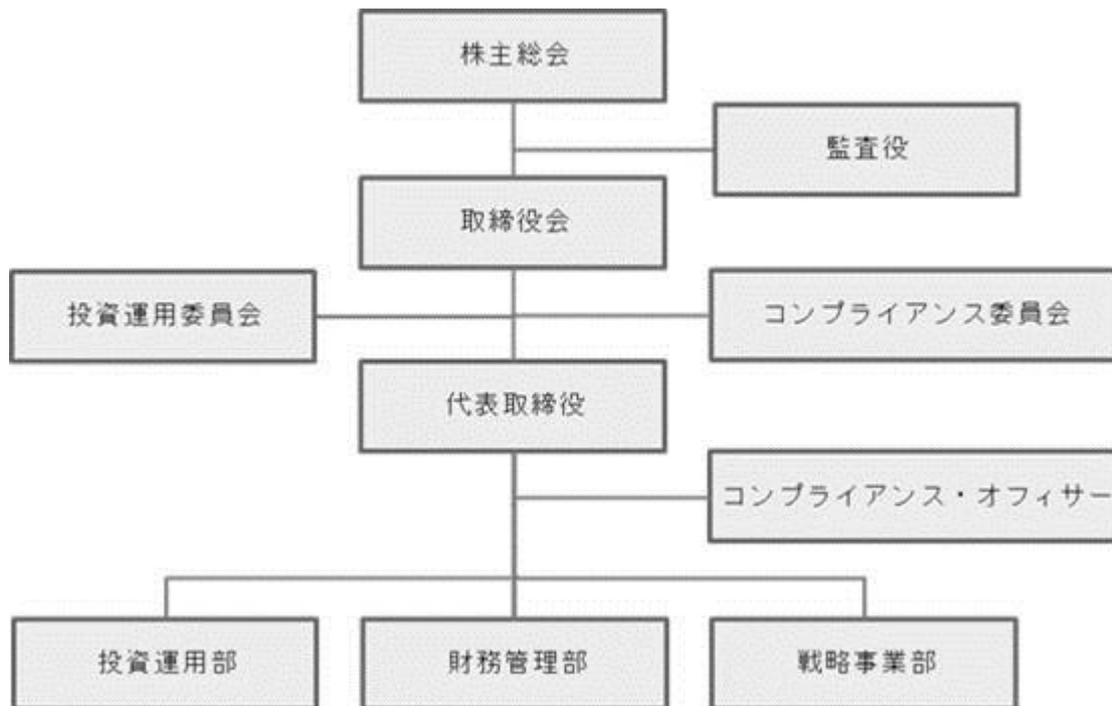 株主総会
監査役
取締役会
投資運用委員会
コンプライアンス委員会
代表取締役
コンプライアンス・オフィサー
投資運用部
財務管理部
戦略事業部